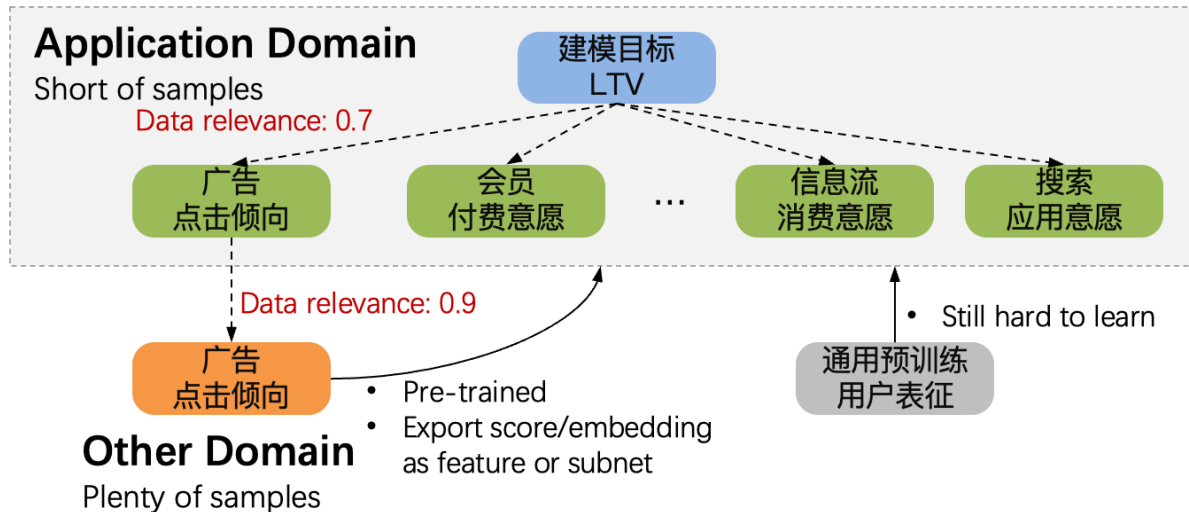 Application Domain
Short of samples
建模目标
LTV
Data relevance: 0.7
广告
点击倾向
会员
付费意愿
...
信息流
消费意愿
搜索
应用意愿
Data relevance: 0.9
广告
点击倾向
• Pre-trained
• Export score/embedding
as feature or subnet
• Still hard to learn
通用预训练
用户表征
Other Domain
Plenty of samples